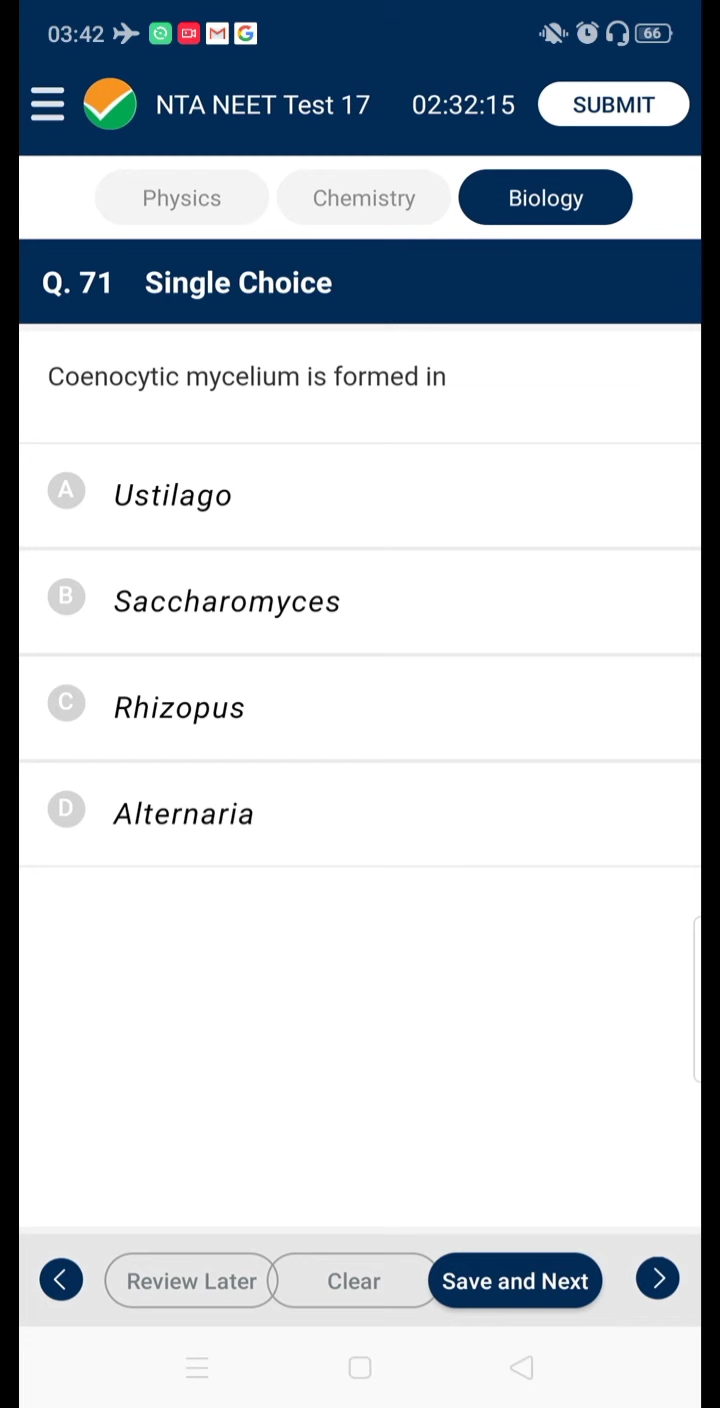 03:42 66
NTA NEET Test 17 02:32:15 SUBMIT
Physics Chemistry Biology
Q. 71 Single Choice
Coenocytic mycelium is formed in
A Ustilago
B Saccharomyces
C Rhizopus
D Alternaria
Review Later Clear Save and Next